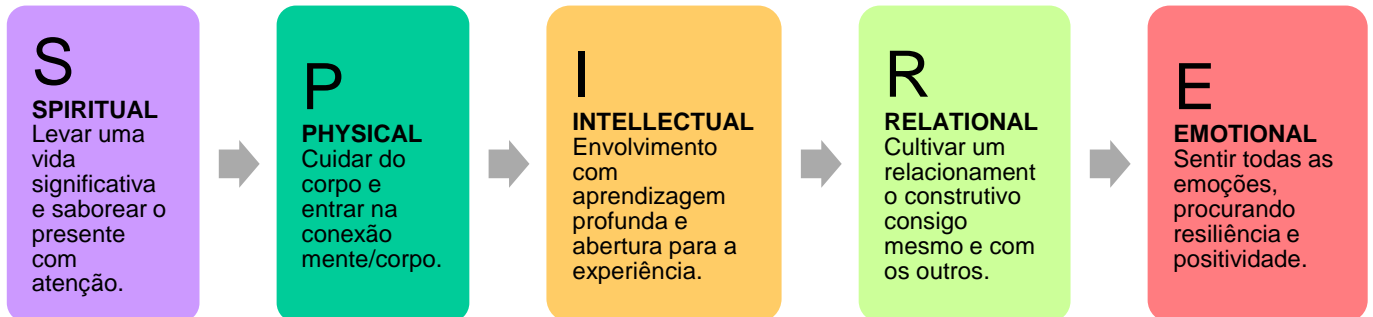 S
SPIRITUAL
Levar uma
vida
significativa
e saborear o
presente
com
atenção.
P
PHYSICAL
Cuidar do
corpo e
entrar na
conexão
mente/corpo.
I
INTELLECTUAL
Envolvimento
com
aprendizagem
profunda e
abertura para a
experiência.
R
RELATIONAL
Cultivar um
relacionament
o construtivo
consigo
mesmo e com
os outros.
E
EMOTIONAL
Sentir todas as
emoções,
procurando
resiliência e
positividade.